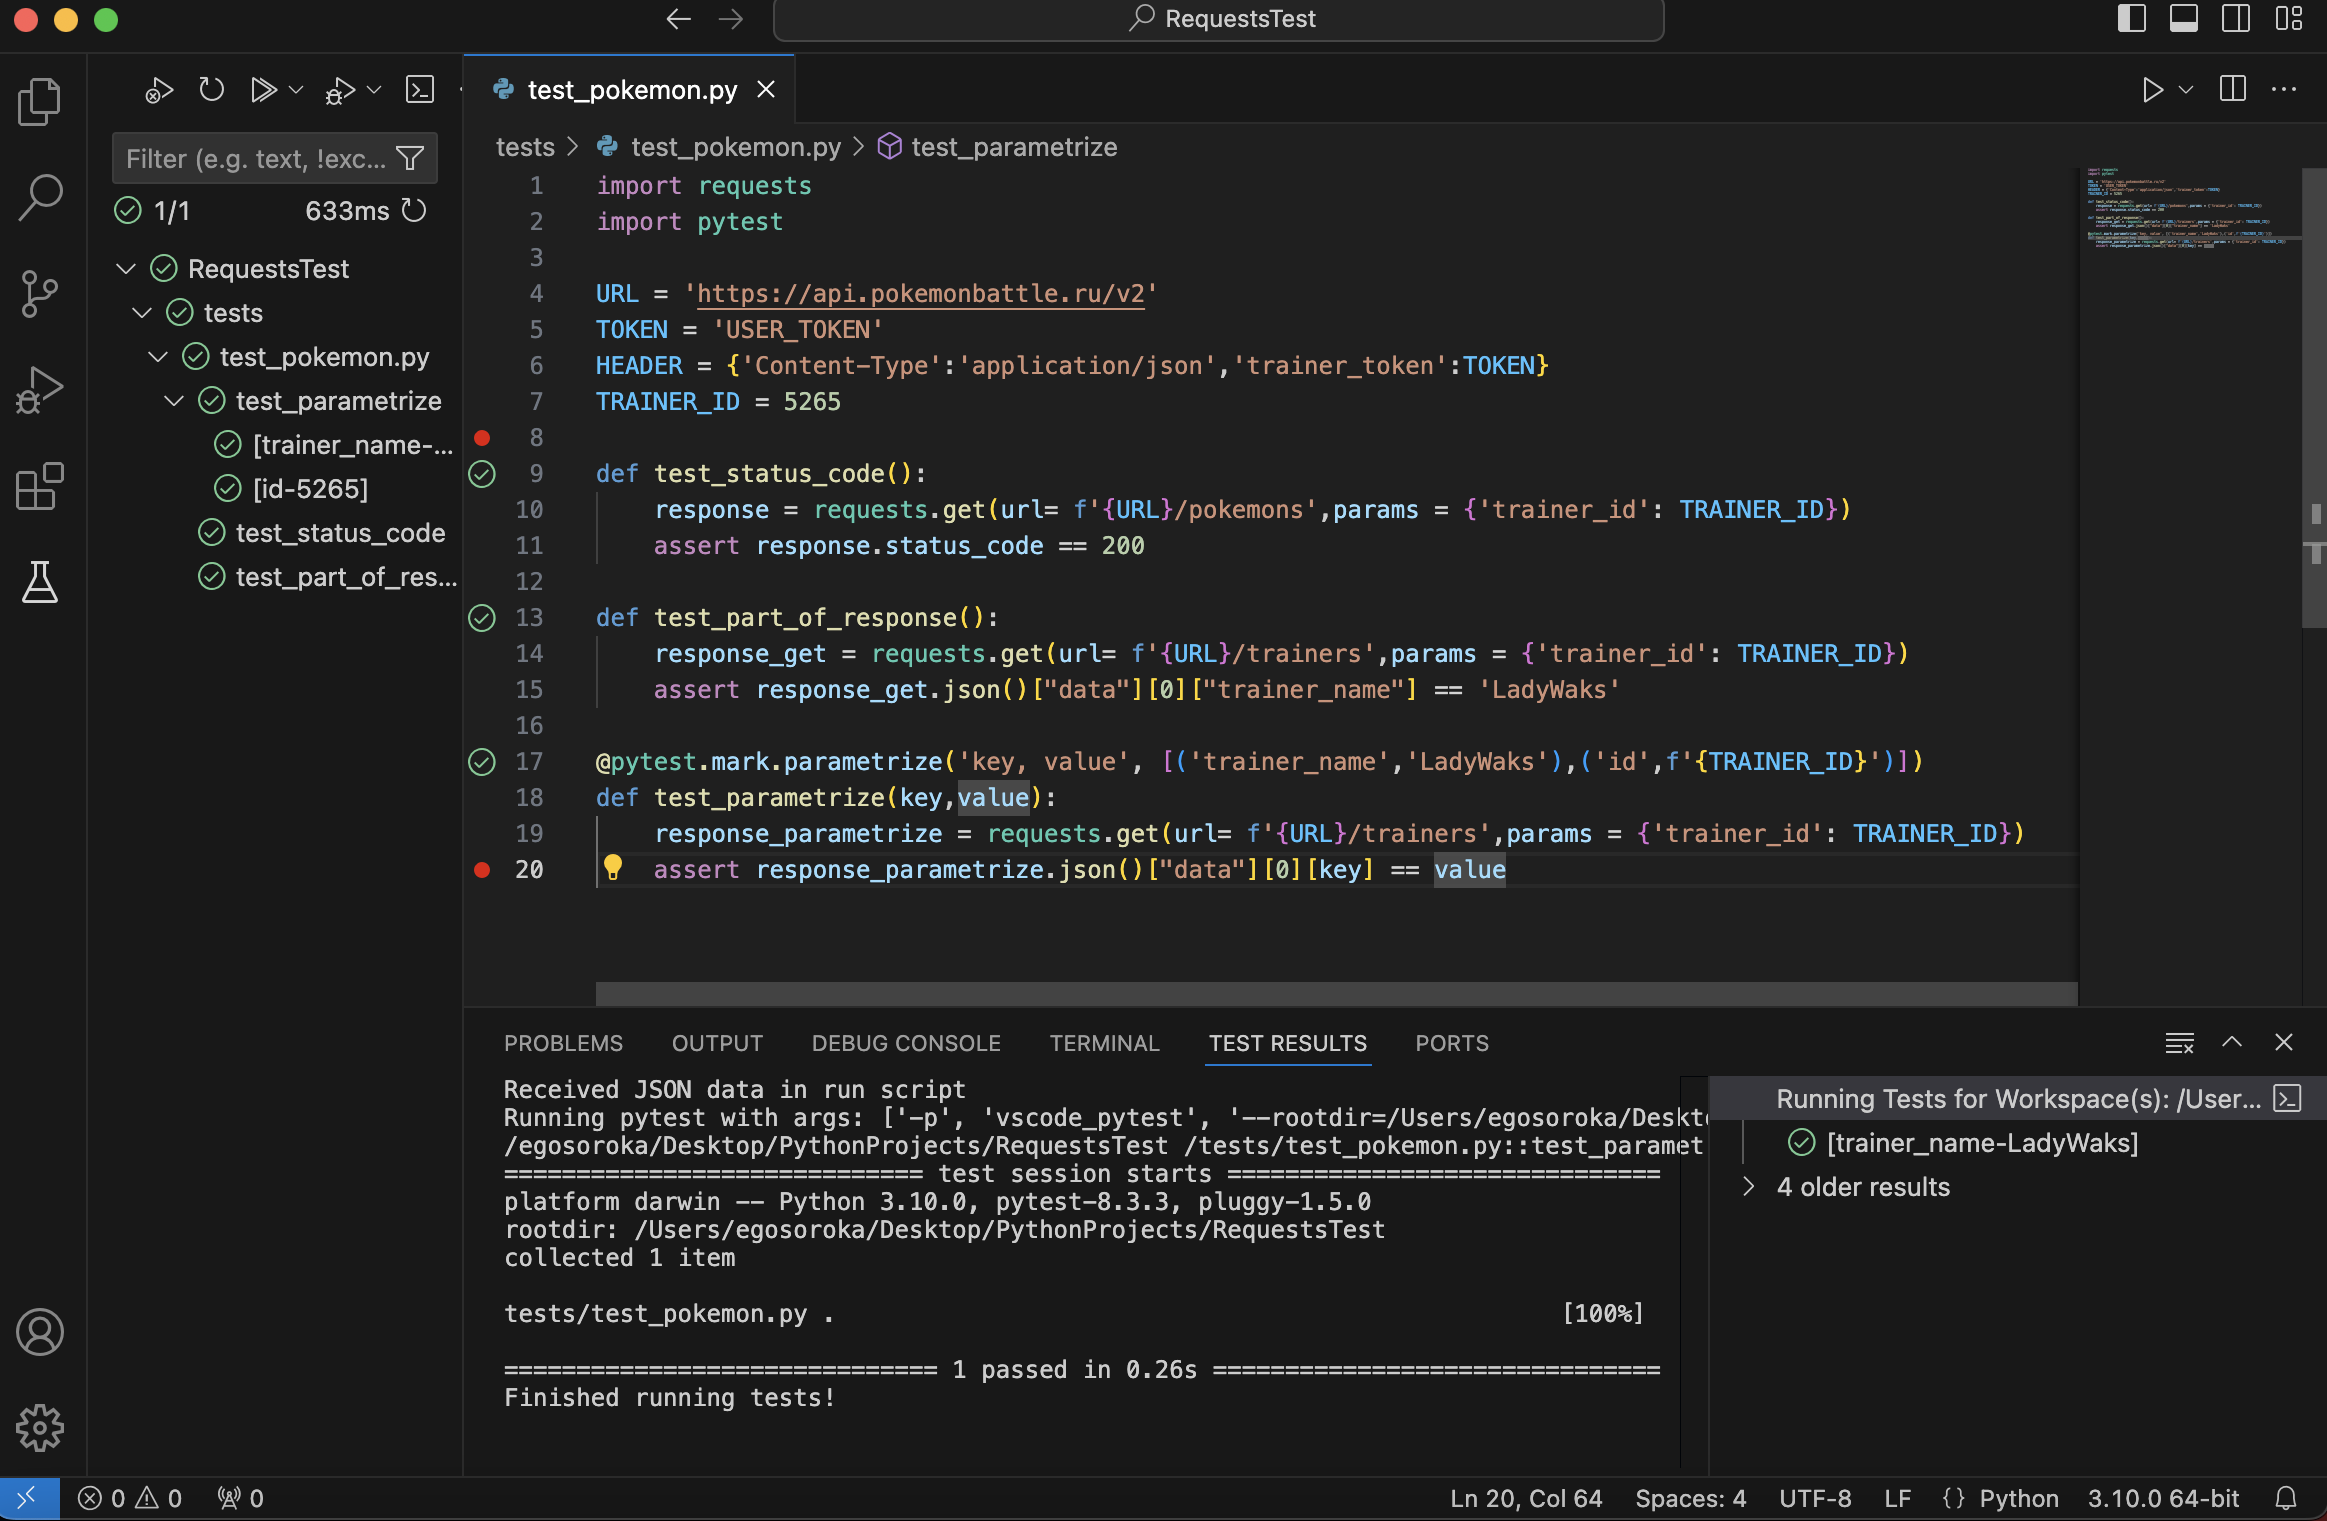 RequestsTest
Filter (e.g. text, !exc...
1/1 633ms
RequestsTest
tests
test_pokemon.py
test_parametrize
[trainer_name-...
[id-5265]
test_status_code
test_part_of_res...
test_pokemon.py
tests > test_pokemon.py > test_parametrize
1 import requests
2 import pytest
3
4 URL = 'https://api.pokemonbattle.ru/v2'
5 TOKEN = 'USER_TOKEN'
6 HEADER = {'Content-Type':'application/json','trainer_token':TOKEN}
7 TRAINER_ID = 5265
8
9 def test_status_code():
10 response = requests.get(url= f'{URL}/pokemons',params = {'trainer_id': TRAINER_ID})
11 assert response.status_code == 200
12
13 def test_part_of_response():
14 response_get = requests.get(url= f'{URL}/trainers',params = {'trainer_id': TRAINER_ID})
15 assert response_get.json()["data"][0]["trainer_name"] == 'LadyWaks'
16
17 @pytest.mark.parametrize('key, value', [('trainer_name','LadyWaks'),('id',f'{TRAINER_ID}')])
18 def test_parametrize(key,value):
19 response_parametrize = requests.get(url= f'{URL}/trainers',params = {'trainer_id': TRAINER_ID})
20 assert response_parametrize.json()["data"][0][key] == value
PROBLEMS OUTPUT DEBUG CONSOLE TERMINAL TEST RESULTS PORTS
Received JSON data in run script
Running pytest with args: ['-p', 'vscode_pytest', '--rootdir=/Users/egosoroka/Deskto
/egosoroka/Desktop/PythonProjects/RequestsTest /tests/test_pokemon.py::test_paramet
============================= test session starts ==============================
platform darwin -- Python 3.10.0, pytest-8.3.3, pluggy-1.5.0
rootdir: /Users/egosoroka/Desktop/PythonProjects/RequestsTest
collected 1 item
tests/test_pokemon.py . [100%]
============================== 1 passed in 0.26s ===============================
Finished running tests!
Running Tests for Workspace(s): /User...
[trainer_name-LadyWaks]
4 older results
0 0 0
Ln 20, Col 64 Spaces: 4 UTF-8 LF {} Python 3.10.0 64-bit